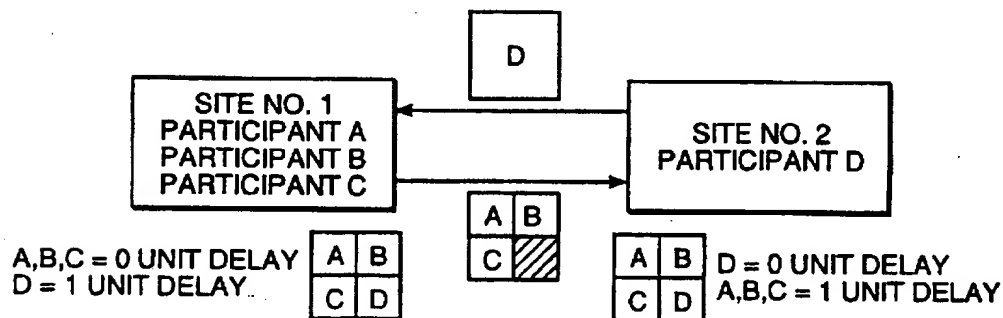 D
SITE NO. 1
PARTICIPANT A
PARTICIPANT B
PARTICIPANT C
SITE NO. 2
PARTICIPANT D
A B
C
A,B,C = 0 UNIT DELAY
D = 1 UNIT DELAY
A B
C D
A B
C D
D = 0 UNIT DELAY
A,B,C = 1 UNIT DELAY